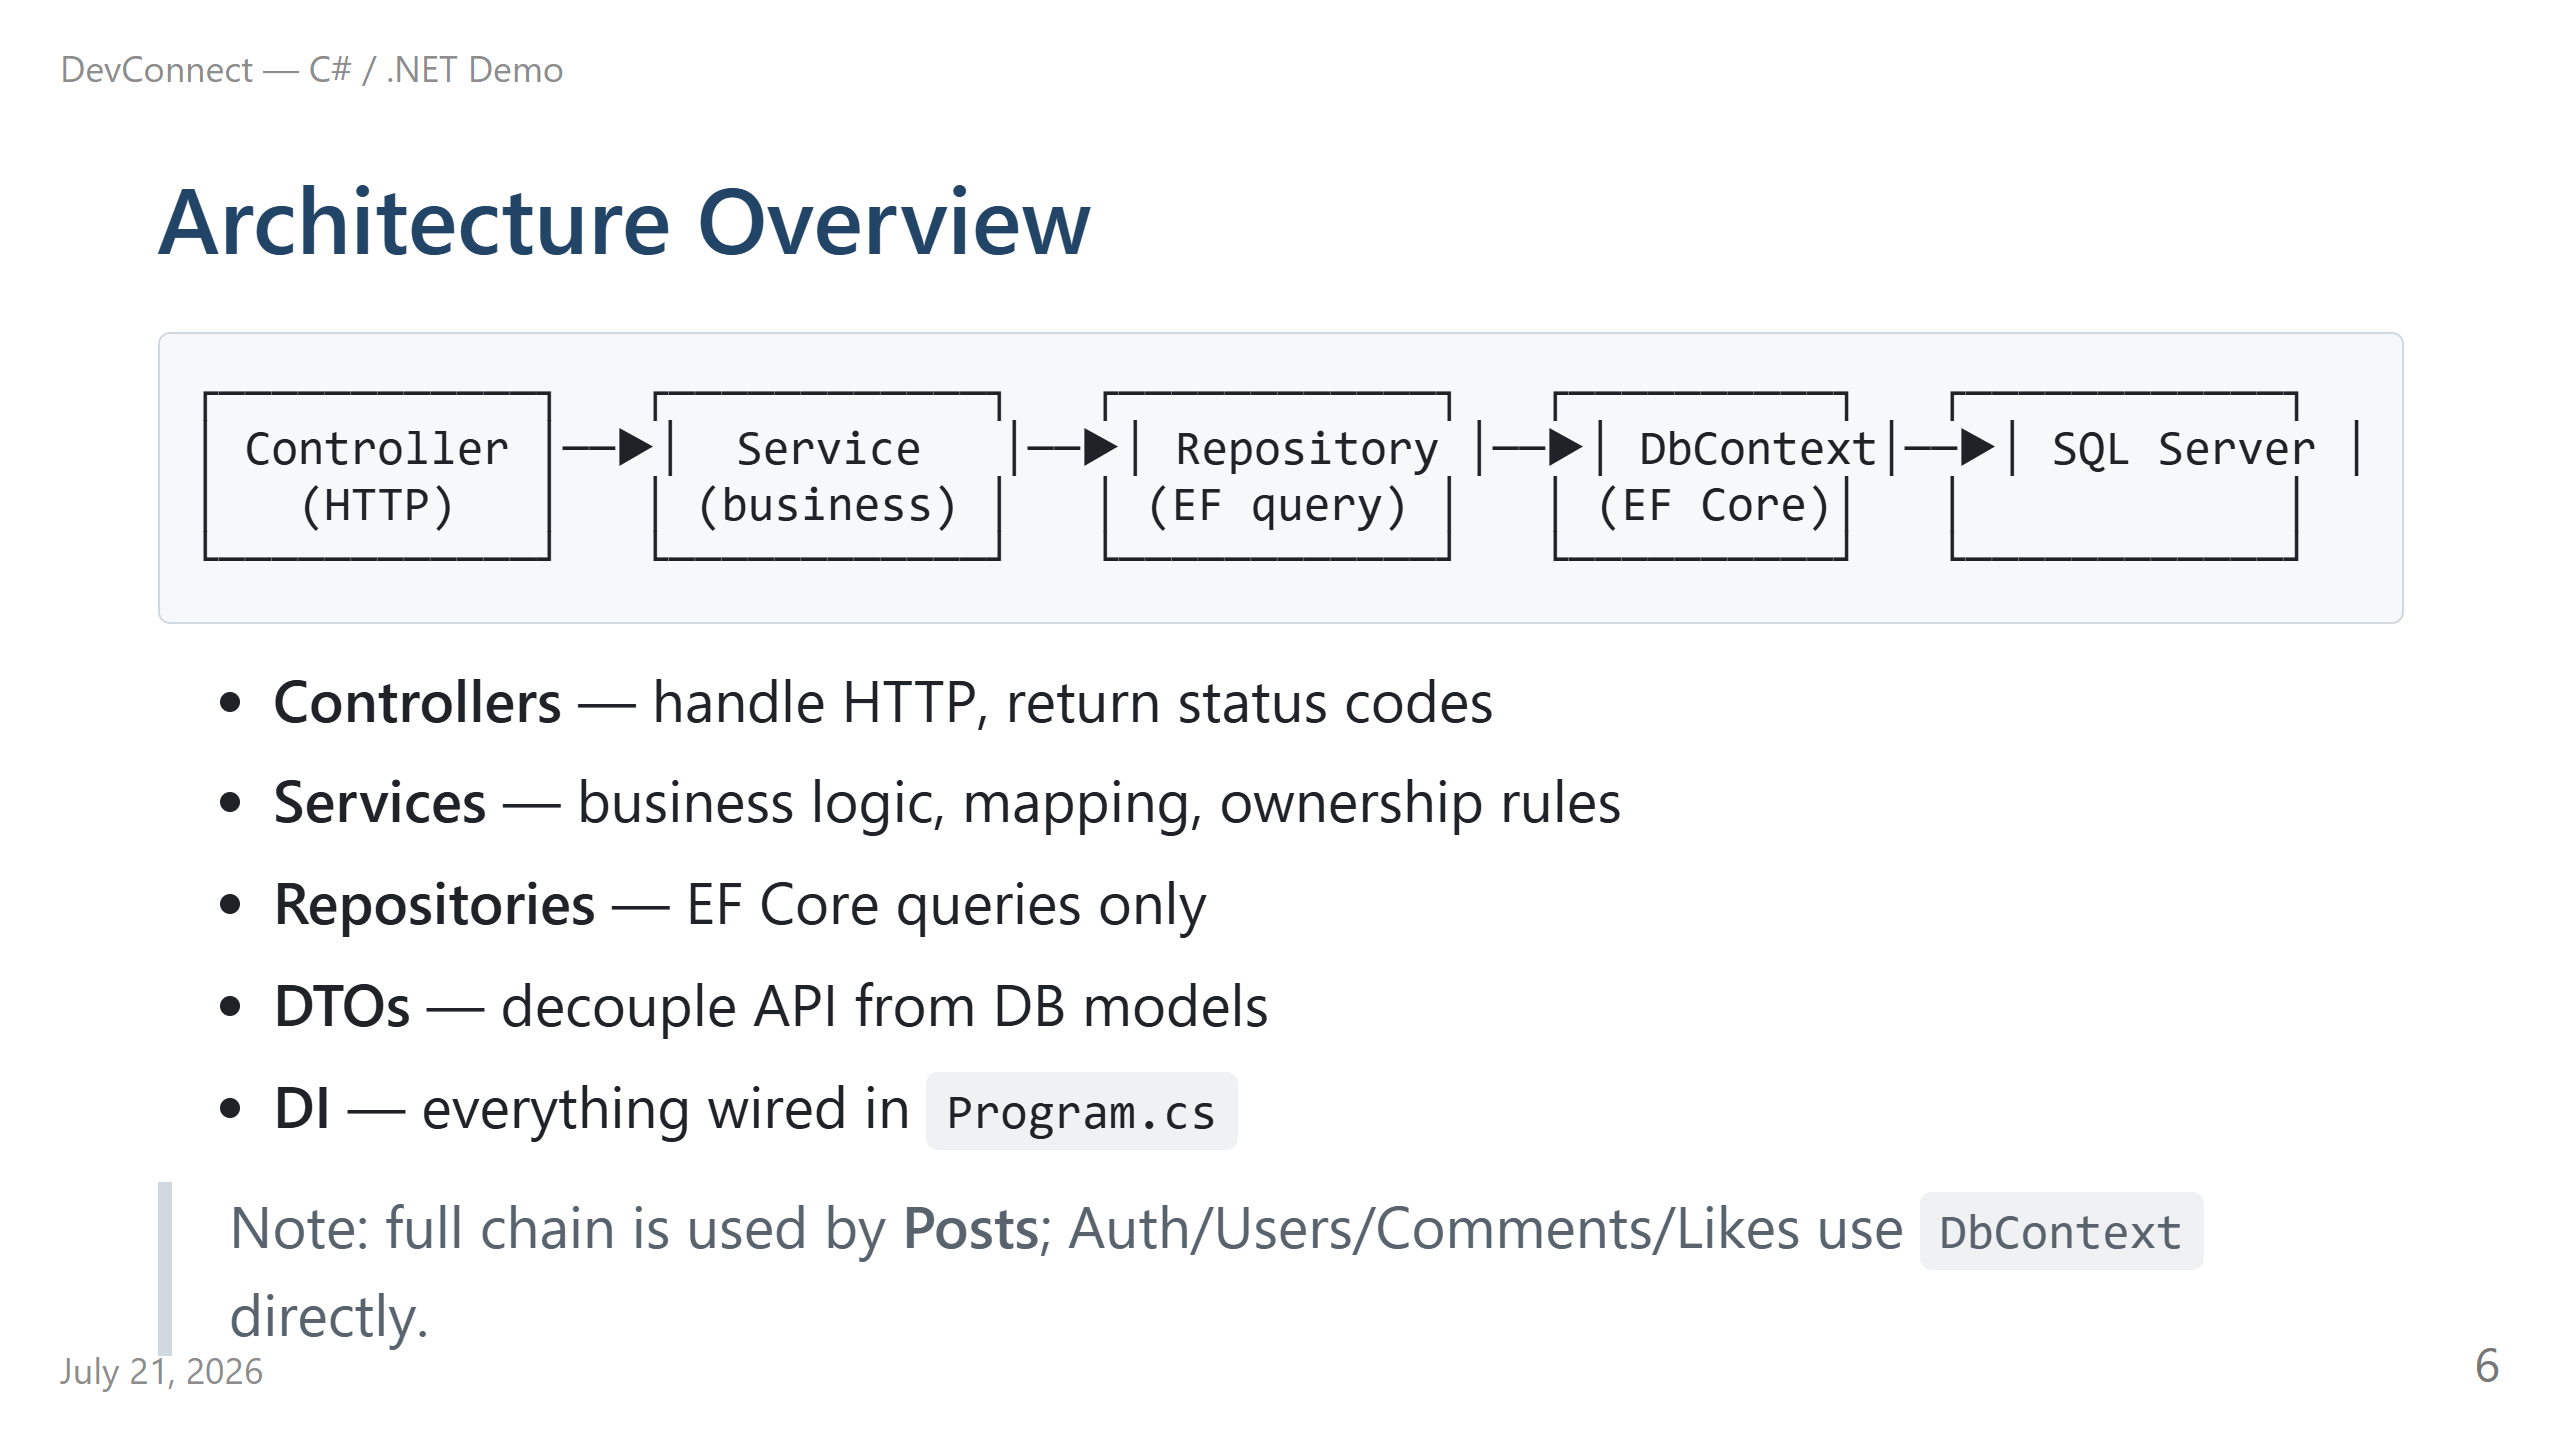 DevConnect — C# / .NET Demo
Architecture Overview
┌────────────┐   ┌────────────┐   ┌────────────┐   ┌──────────┐   ┌────────────┐
│ Controller │──▶│  Service   │──▶│ Repository │──▶│ DbContext│──▶│ SQL Server │
│   (HTTP)   │   │ (business) │   │ (EF query) │   │ (EF Core)│   │            │
└────────────┘   └────────────┘   └────────────┘   └──────────┘   └────────────┘
• Controllers — handle HTTP, return status codes
• Services — business logic, mapping, ownership rules
• Repositories — EF Core queries only
• DTOs — decouple API from DB models
• DI — everything wired in Program.cs
Note: full chain is used by Posts; Auth/Users/Comments/Likes use DbContext
directly.
July 21, 2026
6